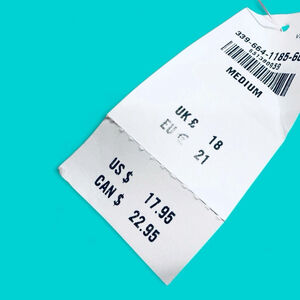 339-664-1185-6
MEDIUM
UK £ 18
EU € 21
US $ 17.95
CAN $ 22.95